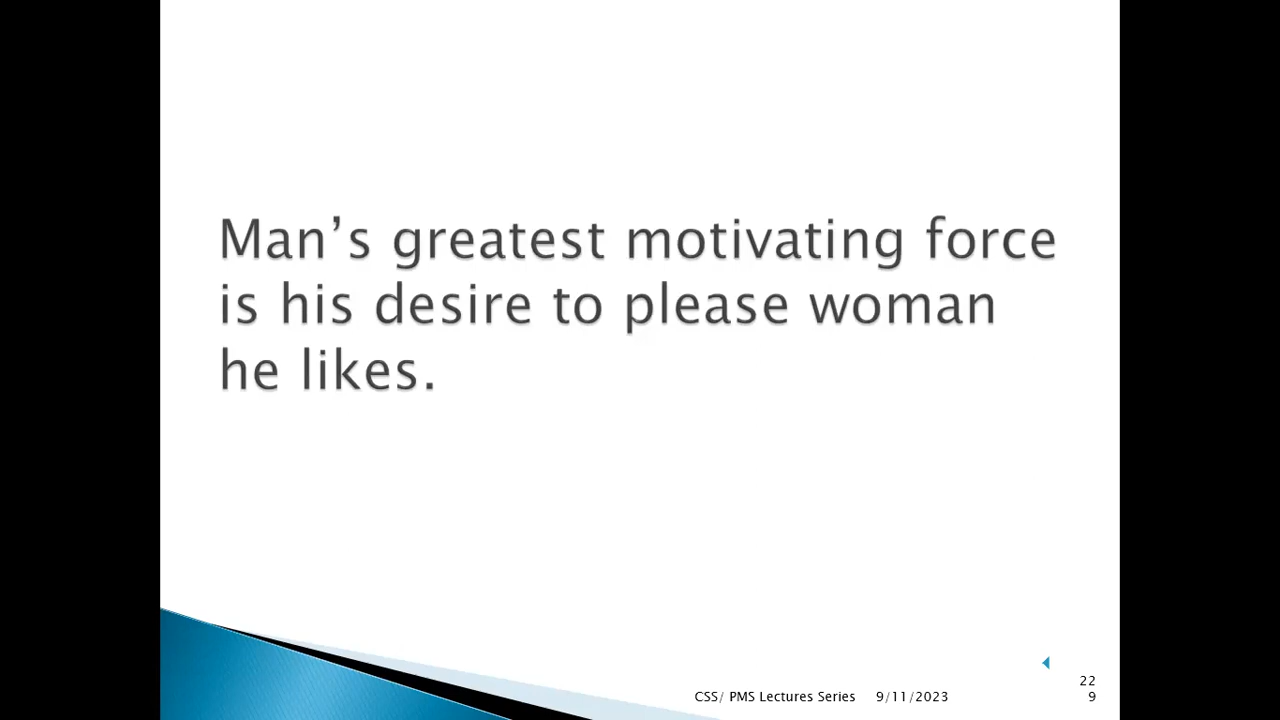 Man’s greatest motivating force
is his desire to please woman
he likes.
CSS/ PMS Lectures Series 9/11/2023
22
9